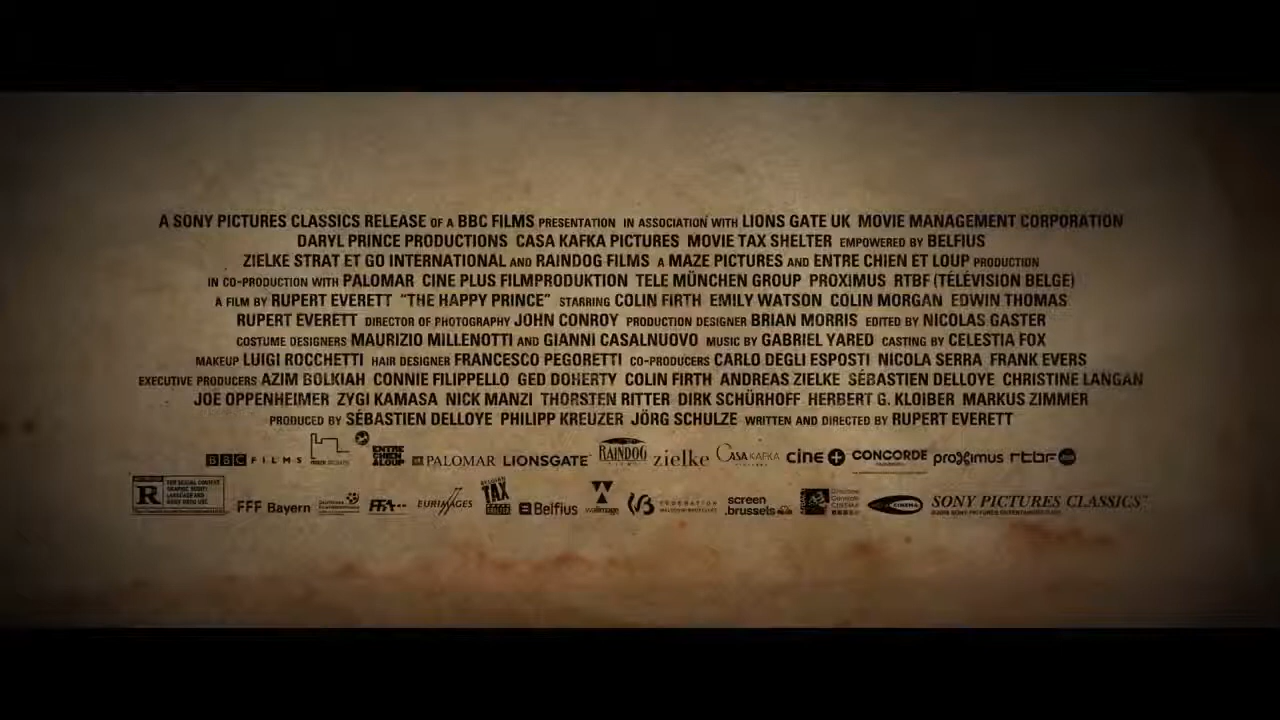 A SONY PICTURES CLASSICS RELEASE OF A BBC FILMS PRESENTATION IN ASSOCIATION WITH LIONS GATE UK MOVIE MANAGEMENT CORPORATION
DARYL PRINCE PRODUCTIONS CASA KAFKA PICTURES MOVIE TAX SHELTER EMPOWERED BY BELFIUS
ZIELKE STRAT ET GO INTERNATIONAL AND RAINDOG FILMS A MAZE PICTURES AND ENTRE CHIEN ET LOUP PRODUCTION
IN CO-PRODUCTION WITH PALOMAR CINE PLUS FILMPRODUKTION TELE MÜNCHEN GROUP PROXIMUS RTBF (TÉLÉVISION BELGE)
A FILM BY RUPERT EVERETT "THE HAPPY PRINCE" STARRING COLIN FIRTH EMILY WATSON COLIN MORGAN EDWIN THOMAS
RUPERT EVERETT DIRECTOR OF PHOTOGRAPHY JOHN CONROY PRODUCTION DESIGNER BRIAN MORRIS EDITED BY NICOLAS GASTER
COSTUME DESIGNERS MAURIZIO MILLENOTTI AND GIANNI CASALNUOVO MUSIC BY GABRIEL YARED CASTING BY CELESTIA FOX
MAKEUP LUIGI ROCCHETTI HAIR DESIGNER FRANCESCO PEGORETTI CO-PRODUCERS CARLO DEGLI ESPOSTI NICOLA SERRA FRANK EVERS
EXECUTIVE PRODUCERS AZIM BOLKIAH CONNIE FILIPPELLO GED DOHERTY COLIN FIRTH ANDREAS ZIELKE SÉBASTIEN DELLOYE CHRISTINE LANGAN
JOE OPPENHEIMER ZYGI KAMASA NICK MANZI THORSTEN RITTER DIRK SCHÜRHOFF HERBERT G. KLOIBER MARKUS ZIMMER
PRODUCED BY SÉBASTIEN DELLOYE PHILIPP KREUZER JÖRG SCHULZE WRITTEN AND DIRECTED BY RUPERT EVERETT
BBC FILMS ENTRE CHIEN & LOUP PALOMAR LIONSGATE RAINDOG FILMS zielke CASA KAFKA PICTURES cine+ CONCORDE proximus rtbf
R FFF Bayern FFA EURIMAGES TAX Belfius wallimage FEDERATION screen .brussels CINEMA SONY PICTURES CLASSICS